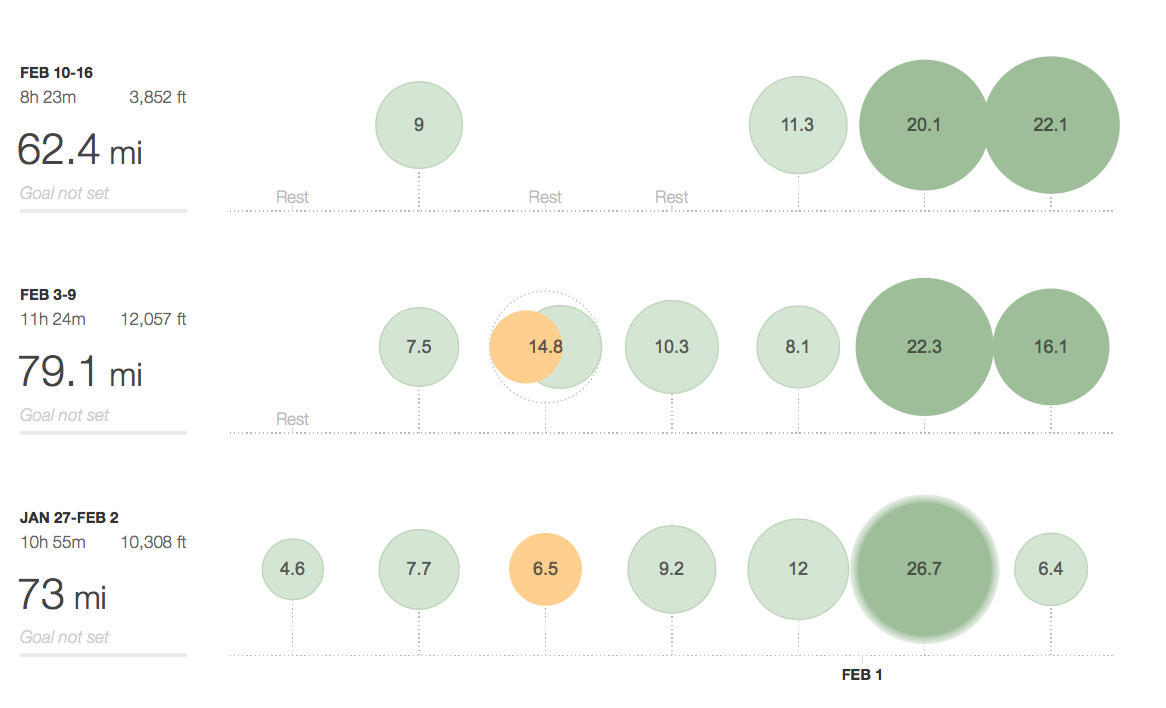 FEB 10-16
8h 23m 3,852 ft
62.4 mi
Goal not set
Rest 9 Rest Rest 11.3 20.1 22.1
FEB 3-9
11h 24m 12,057 ft
79.1 mi
Goal not set
Rest 7.5 14.8 10.3 8.1 22.3 16.1
JAN 27-FEB 2
10h 55m 10,308 ft
73 mi
Goal not set
4.6 7.7 6.5 9.2 12 26.7 6.4
FEB 1